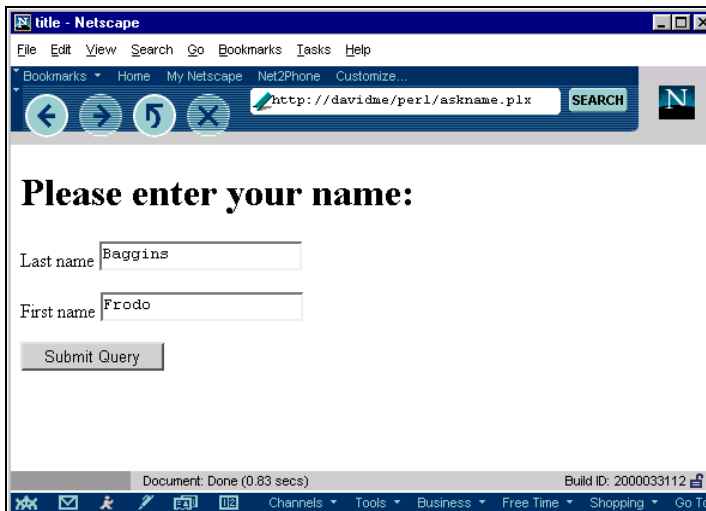 title - Netscape
File Edit View Search Go Bookmarks Tasks Help
Bookmarks Home My Netscape Net2Phone Customize...
http://davidme/perl/askname.plx SEARCH N
Please enter your name:
Last name Baggins
First name Frodo
Submit Query
Document: Done (0.83 secs) Build ID: 2000033112
Channels Tools Business Free Time Shopping Go To